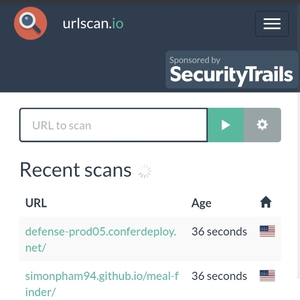 urlscan.io
Sponsored by
SecurityTrails
URL to scan
Recent scans
URL Age
defense-prod05.conferdeploy. 36 seconds
net/
simonpham94.github.io/meal-f 36 seconds
inder/